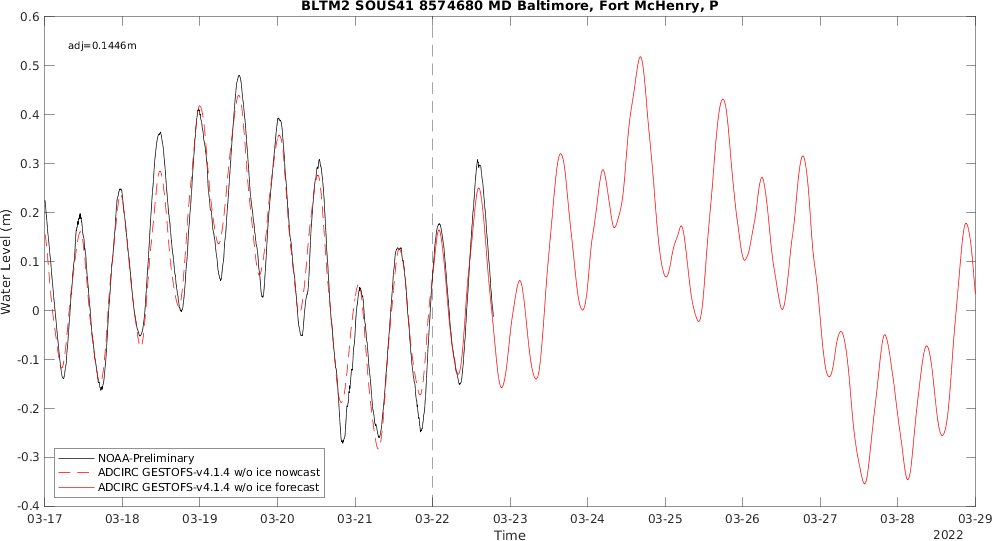 BLTM2 SOUS41 8574680 MD Baltimore, Fort McHenry, P
0.6
0.5
0.4
0.3
0.2
0.1
0
-0.1
-0.2
-0.3
-0.4
Water Level (m)
adj=0.1446m
NOAA-Preliminary
ADCIRC GESTOFS-v4.1.4 w/o ice nowcast
ADCIRC GESTOFS-v4.1.4 w/o ice forecast
03-17 03-18 03-19 03-20 03-21 03-22 03-23 03-24 03-25 03-26 03-27 03-28 03-29
Time
2022